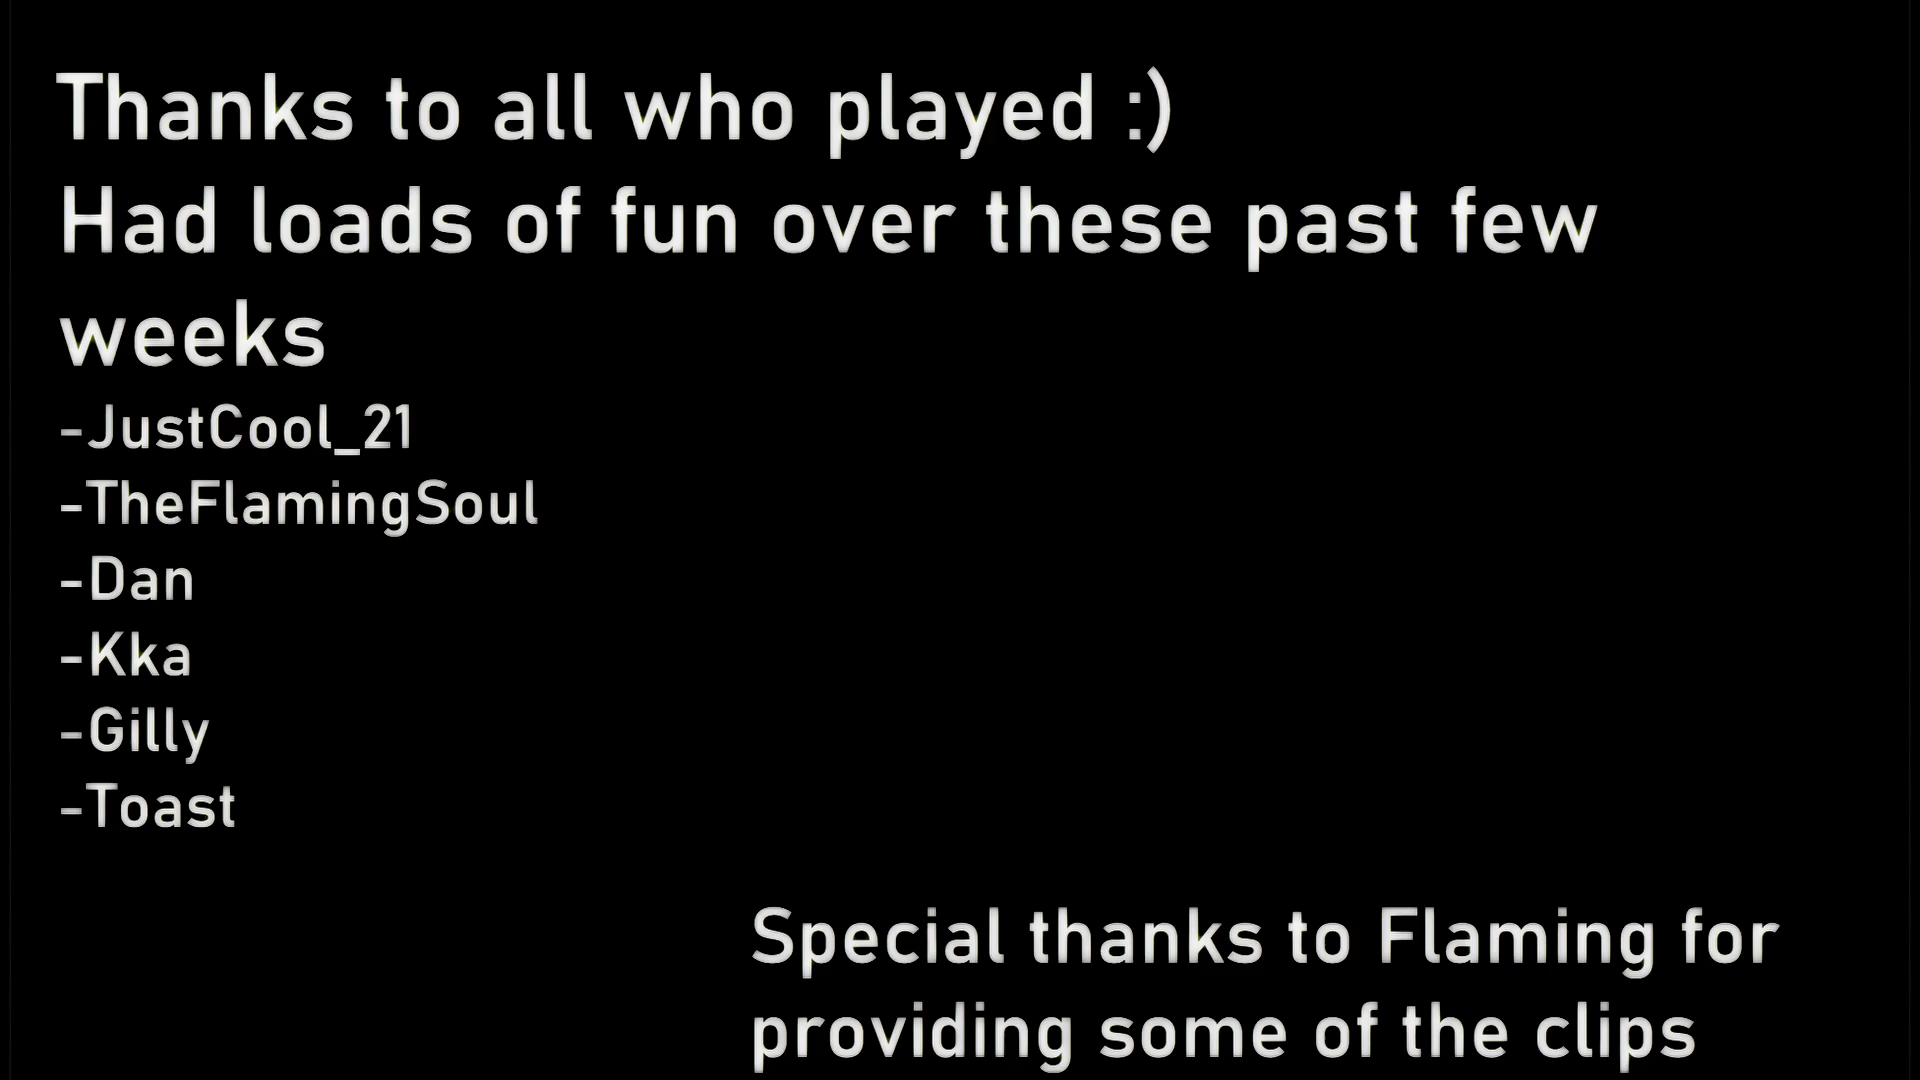 Thanks to all who played :)
Had loads of fun over these past few
weeks
-JustCool_21
-TheFlamingSoul
-Dan
-Kka
-Gilly
-Toast
Special thanks to Flaming for
providing some of the clips